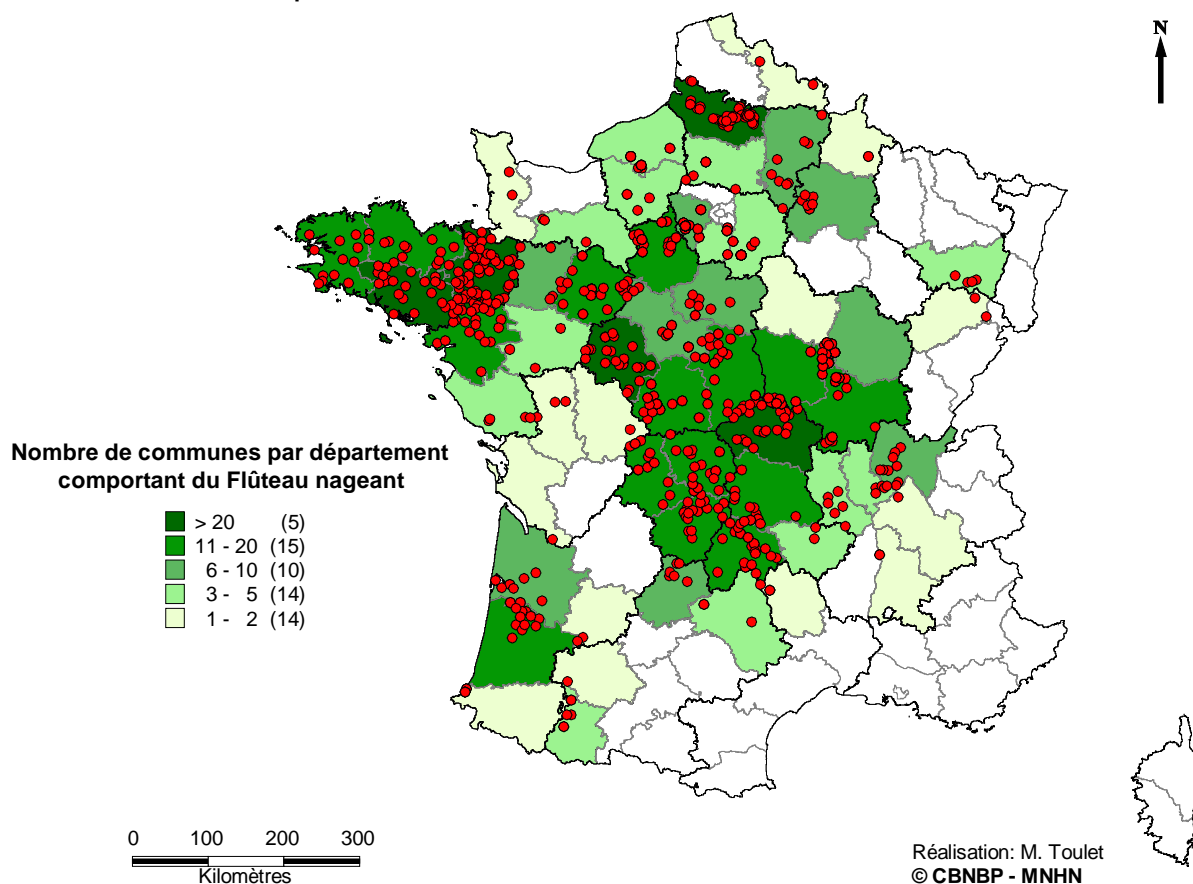 N
Nombre de communes par département
comportant du Flûteau nageant
> 20 (5)
11 - 20 (15)
6 - 10 (10)
3 - 5 (14)
1 - 2 (14)
0 100 200 300
Kilomètres
Réalisation: M. Toulet
© CBNBP - MNHN